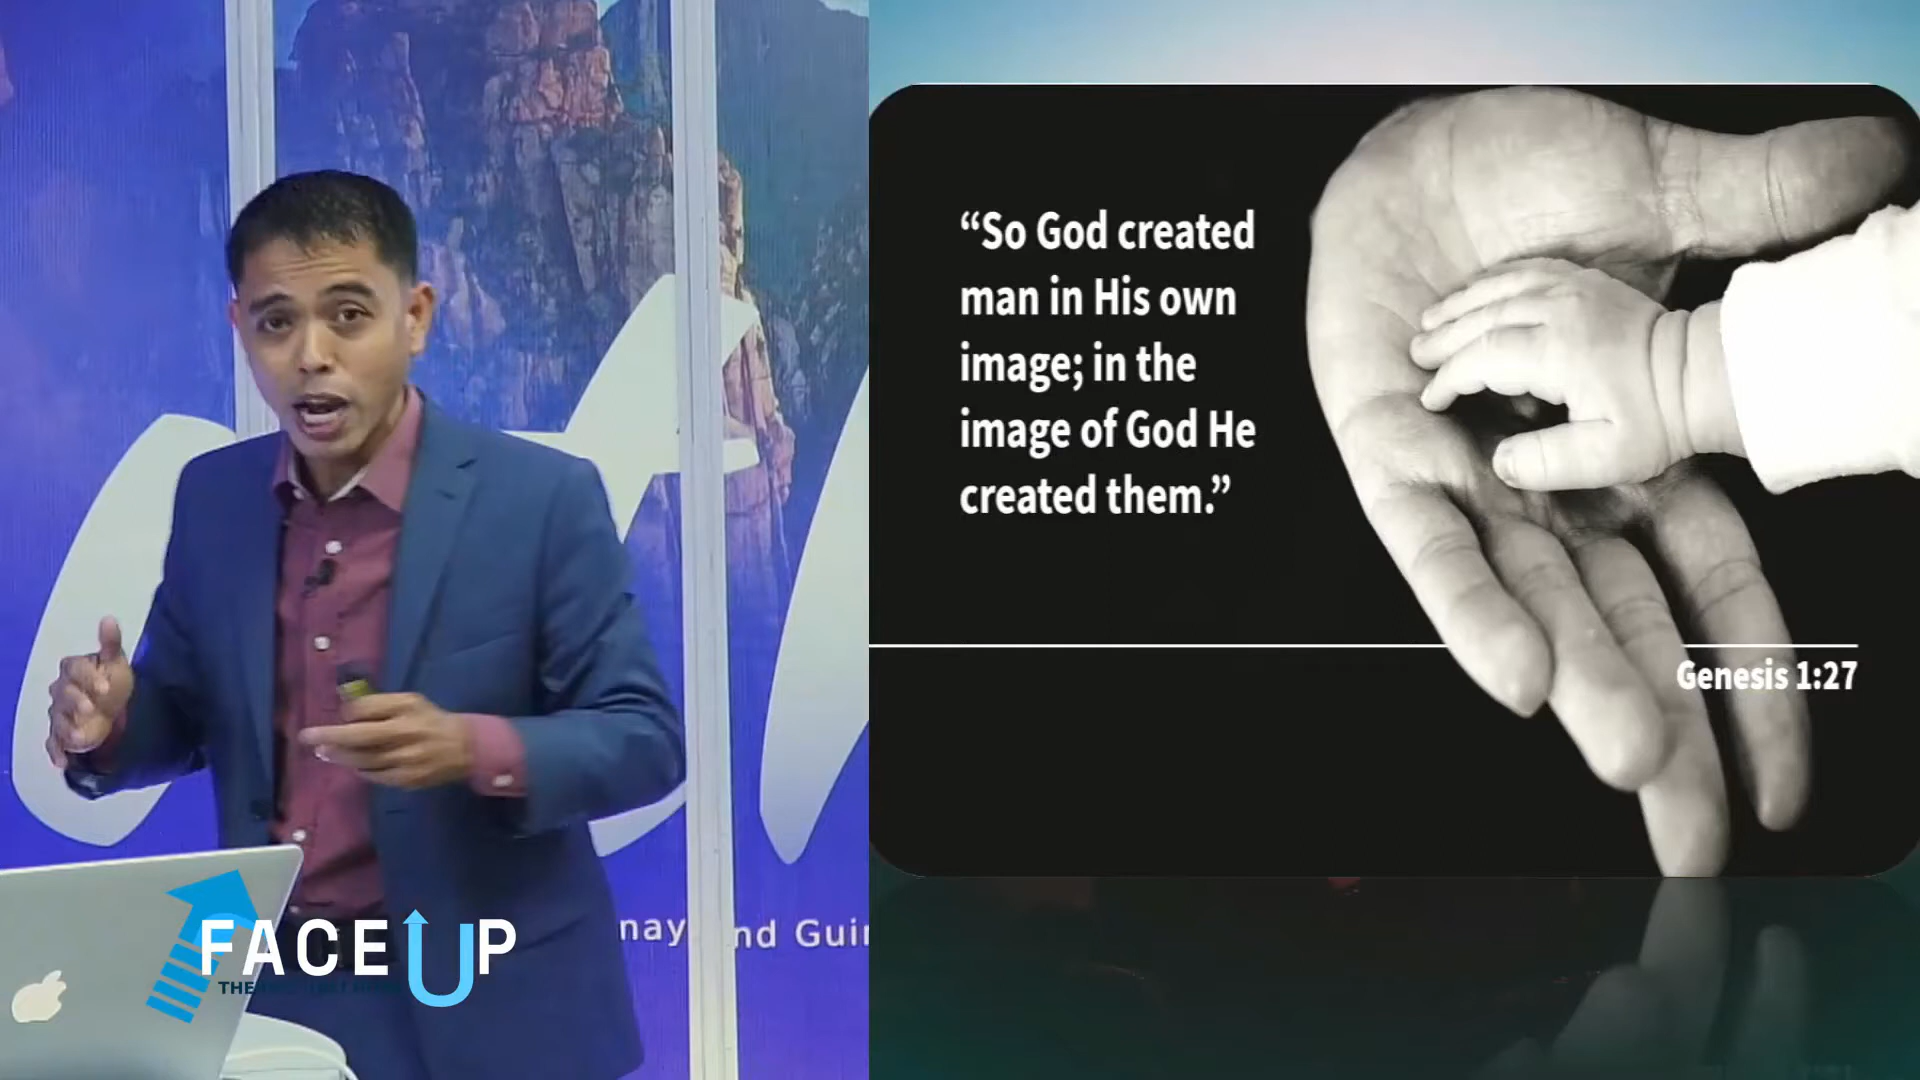 “So God created
man in His own
image; in the
image of God He
created them.”
Genesis 1:27
FACE UP
THE
nay nd Gui